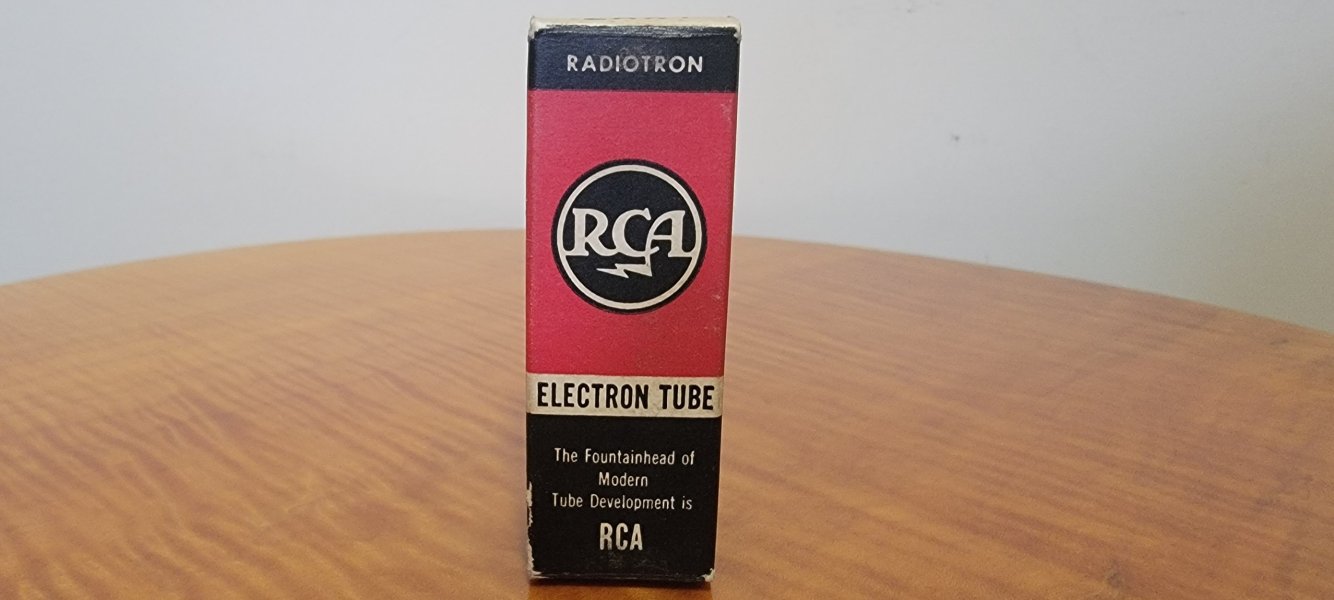 RADIOTRON
RCA
ELECTRON TUBE
The Fountainhead of
Modern
Tube Development is
RCA